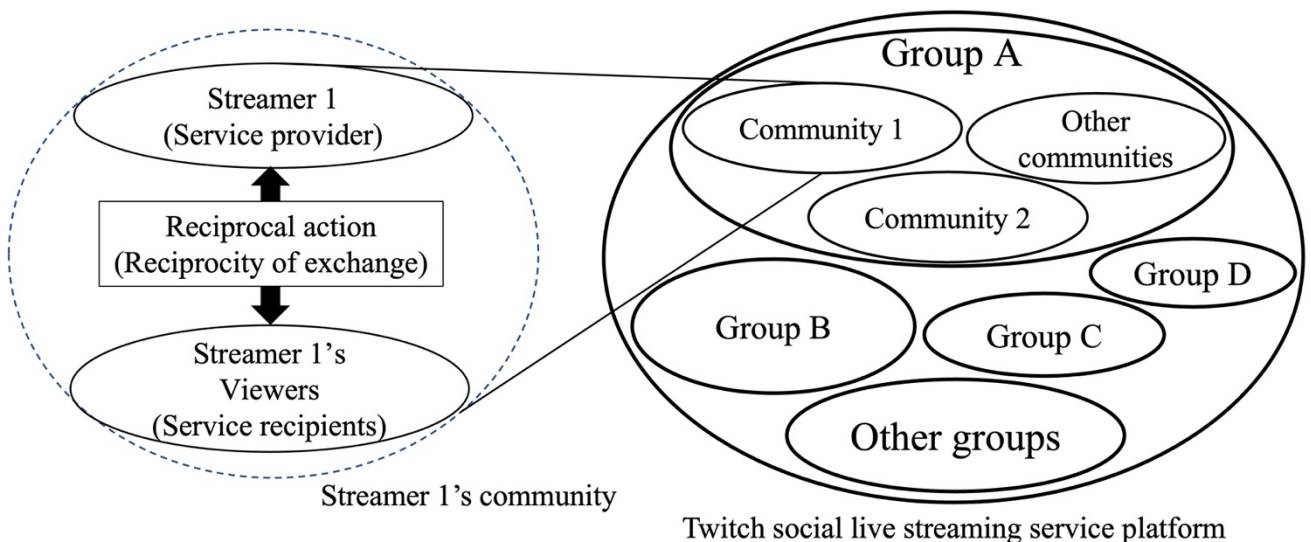 Streamer 1
(Service provider)
Reciprocal action
(Reciprocity of exchange)
Streamer 1’s
Viewers
(Service recipients)
Streamer 1’s community
Group A
Community 1
Other
communities
Community 2
Group D
Group B
Group C
Other groups
Twitch social live streaming service platform